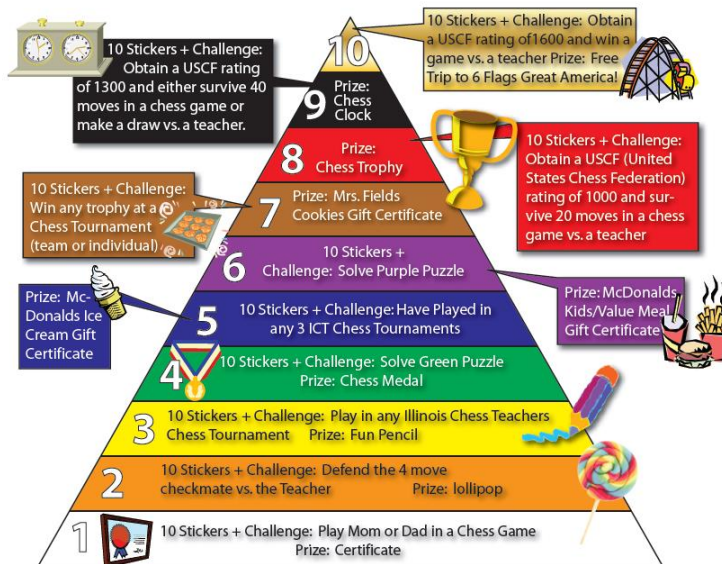 10
10 Stickers + Challenge: Obtain
a USCF rating of1600 and win a
game vs. a teacher Prize: Free
Trip to 6 Flags Great America!
10 Stickers + Challenge:
Obtain a USCF rating
of 1300 and either survive 40
moves in a chess game or
make a draw vs. a teacher.
9
Prize:
Chess
Clock
8
Prize:
Chess Trophy
10 Stickers + Challenge:
Obtain a USCF (United
States Chess Federation)
rating of 1000 and sur-
vive 20 moves in a chess
game vs. a teacher
10 Stickers + Challenge:
Win any trophy at a
Chess Tournament
(team or individual)
7
Prize: Mrs. Fields
Cookies Gift Certificate
6
10 Stickers +
Challenge: Solve Purple Puzzle
Prize: McDonalds
Kids/Value Meal
Gift Certificate
Prize: Mc-
Donalds Ice
Cream Gift
Certificate
5
10 Stickers + Challenge: Have Played in
any 3 ICT Chess Tournaments
4
10 Stickers + Challenge: Solve Green Puzzle
Prize: Chess Medal
3
10 Stickers + Challenge: Play in any Illinois Chess Teachers
Chess Tournament Prize: Fun Pencil
2
10 Stickers + Challenge: Defend the 4 move
checkmate vs. the Teacher Prize: lollipop
1
10 Stickers + Challenge: Play Mom or Dad in a Chess Game
Prize: Certificate